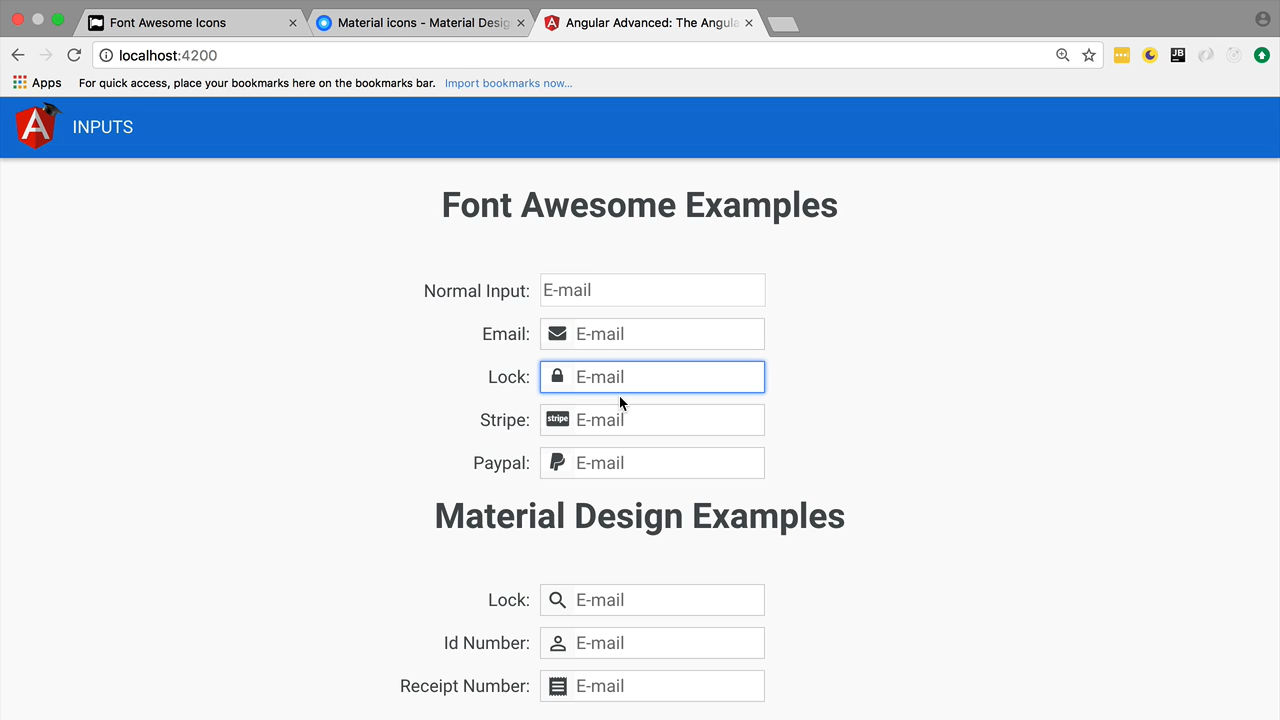 Font Awesome Icons
Material icons - Material Desig
Angular Advanced: The Angula
localhost:4200
JB
Apps For quick access, place your bookmarks here on the bookmarks bar. Import bookmarks now...
A INPUTS
Font Awesome Examples
Normal Input: E-mail
Email: E-mail
Lock: E-mail
Stripe: stripe E-mail
Paypal: E-mail
Material Design Examples
Lock: E-mail
Id Number: E-mail
Receipt Number: E-mail